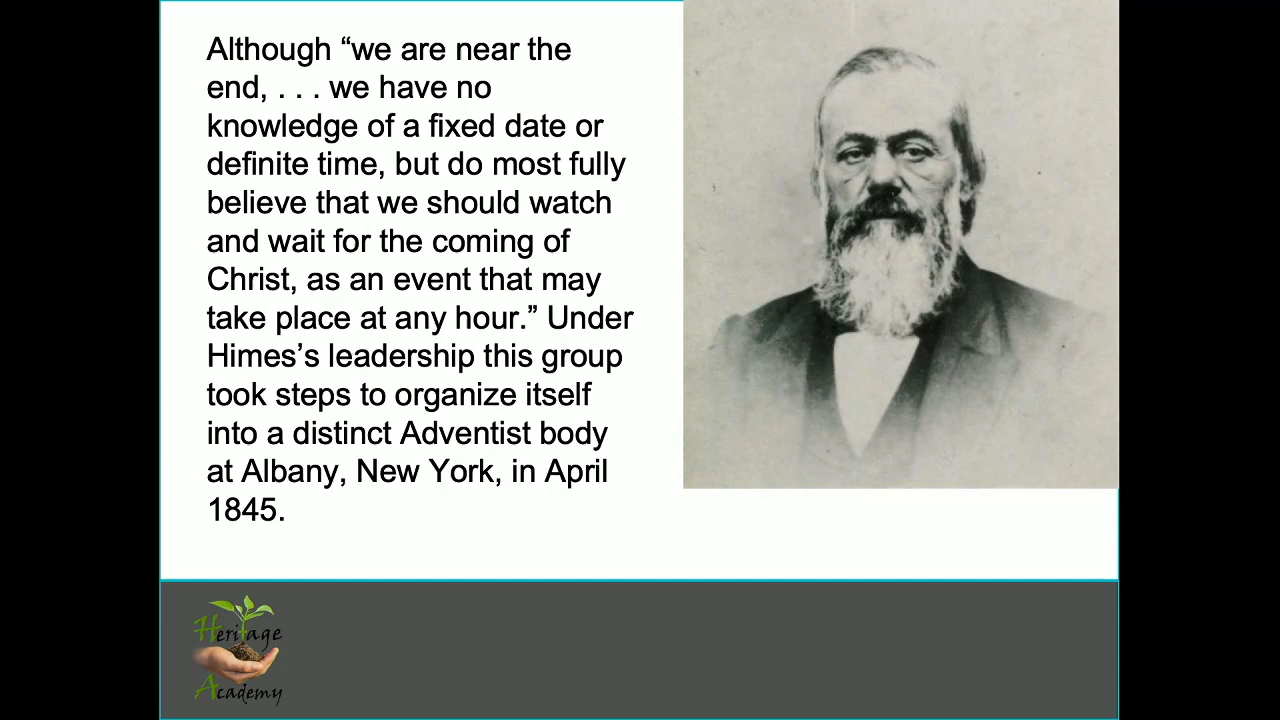 Although “we are near the
end, . . . we have no
knowledge of a fixed date or
definite time, but do most fully
believe that we should watch
and wait for the coming of
Christ, as an event that may
take place at any hour.” Under
Himes’s leadership this group
took steps to organize itself
into a distinct Adventist body
at Albany, New York, in April
1845.
Heritage
Academy